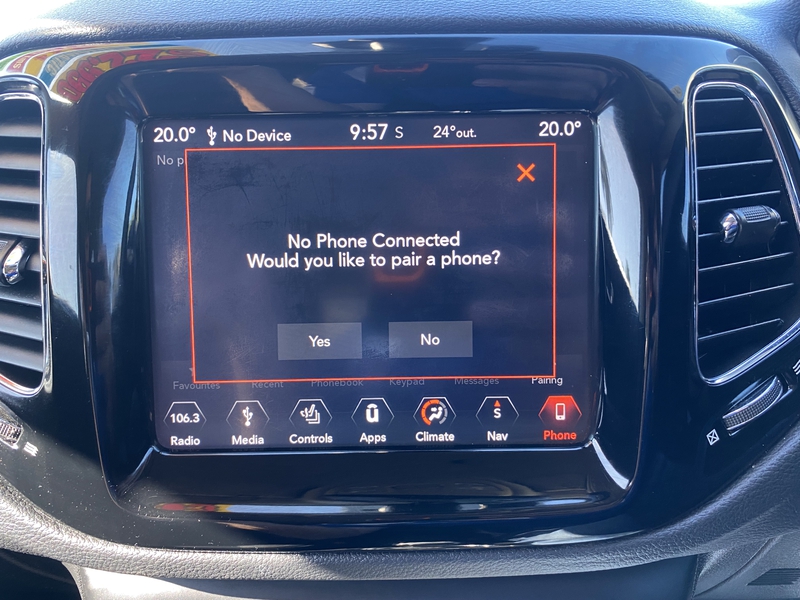 20.0° No Device 9:57 S 24°out. 20.0°
No p
No Phone Connected
Would you like to pair a phone?
Yes No
Favourites Recent Phonebook Keypad Messages Pairing
106.3 S
Radio Media Controls Apps Climate Nav Phone